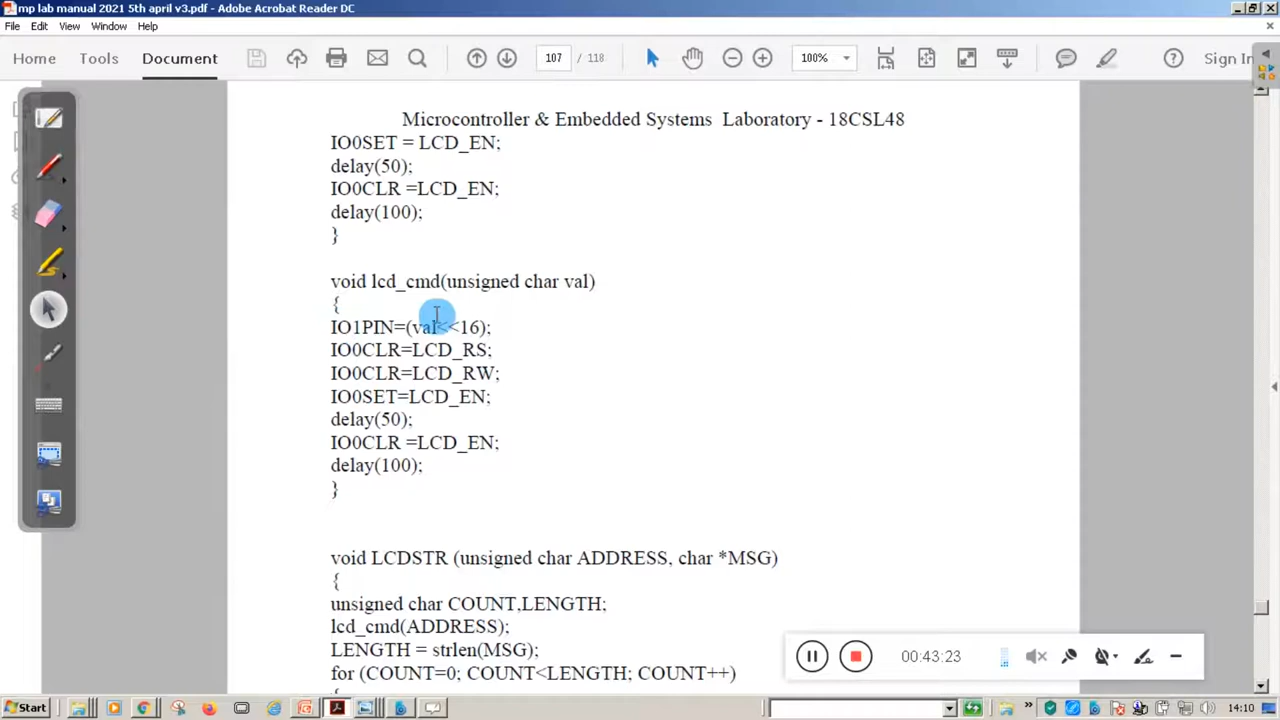 mp lab manual 2021 5th april v3.pdf - Adobe Acrobat Reader DC
File Edit View Window Help
Home Tools Document 107 / 118 100% Sign In
Microcontroller & Embedded Systems Laboratory - 18CSL48
IO0SET = LCD_EN;
delay(50);
IO0CLR =LCD_EN;
delay(100);
}
void lcd_cmd(unsigned char val)
{
IO1PIN=(val<<16);
IO0CLR=LCD_RS;
IO0CLR=LCD_RW;
IO0SET=LCD_EN;
delay(50);
IO0CLR =LCD_EN;
delay(100);
}
void LCDSTR (unsigned char ADDRESS, char *MSG)
{
unsigned char COUNT,LENGTH;
lcd_cmd(ADDRESS);
LENGTH = strlen(MSG);
for (COUNT=0; COUNT<LENGTH; COUNT++)
00:43:23
Start 14:10